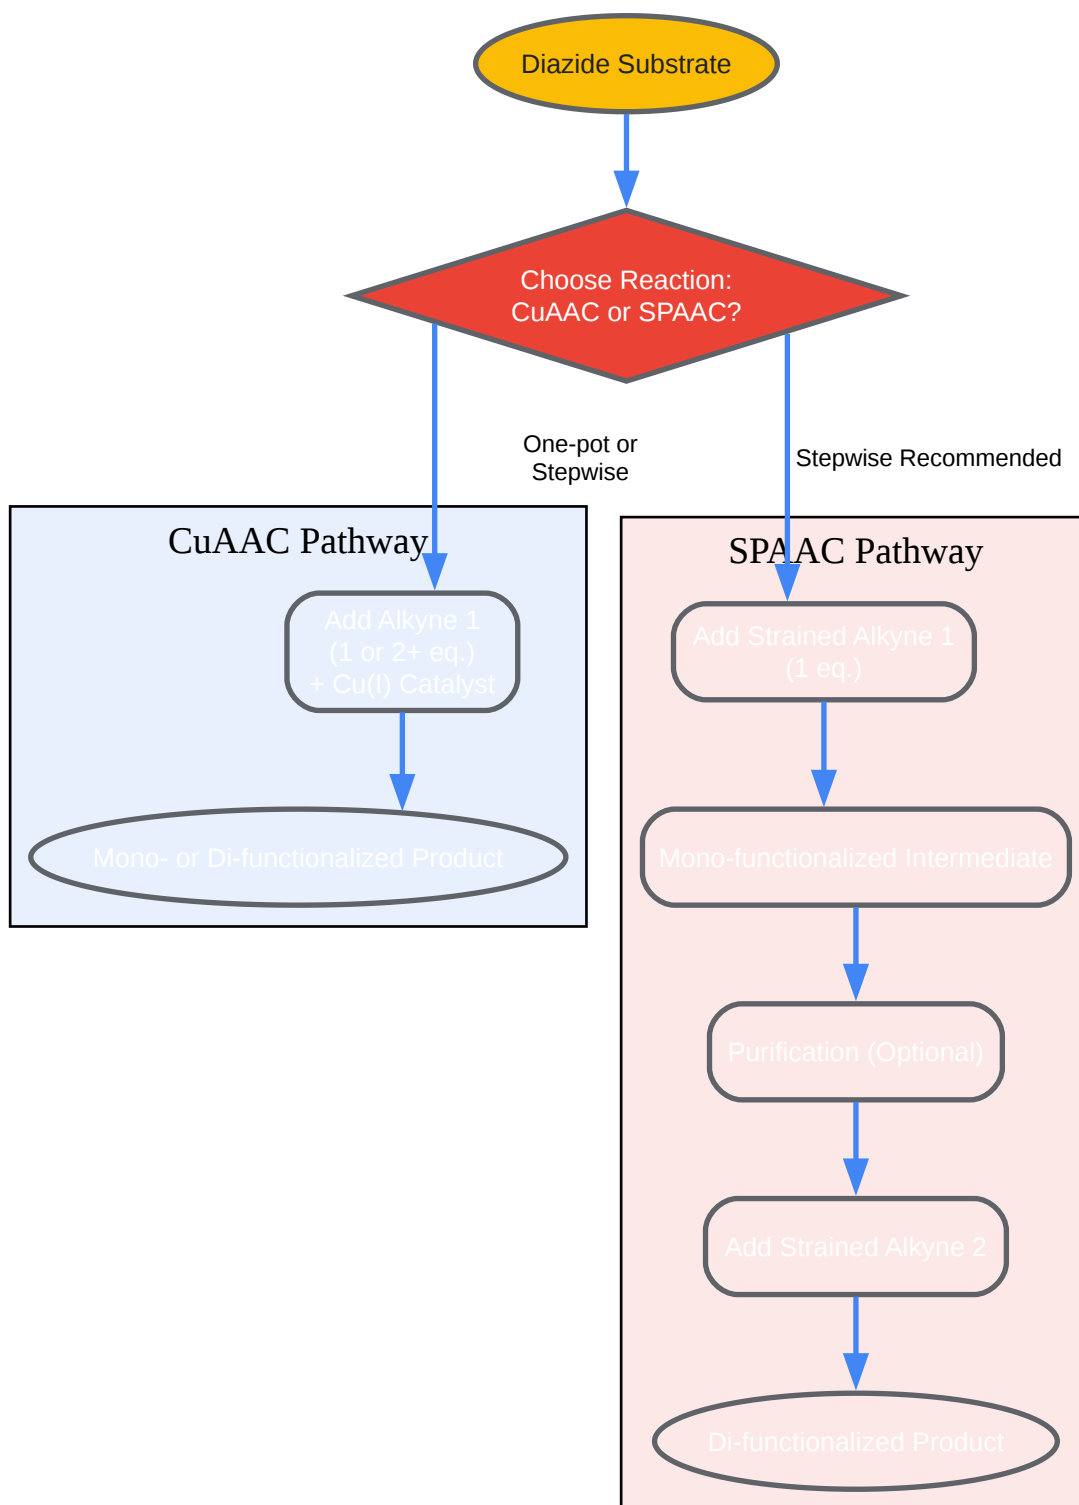 Diazide Substrate
Choose Reaction:
CuAAC or SPAAC?
One-pot or
Stepwise
Stepwise Recommended
CuAAC Pathway
Add Alkyne 1
(1 or 2+ eq.)
+ Cu(I) Catalyst
Mono- or Di-functionalized Product
SPAAC Pathway
Add Strained Alkyne 1
(1 eq.)
Mono-functionalized Intermediate
Purification (Optional)
Add Strained Alkyne 2
Di-functionalized Product